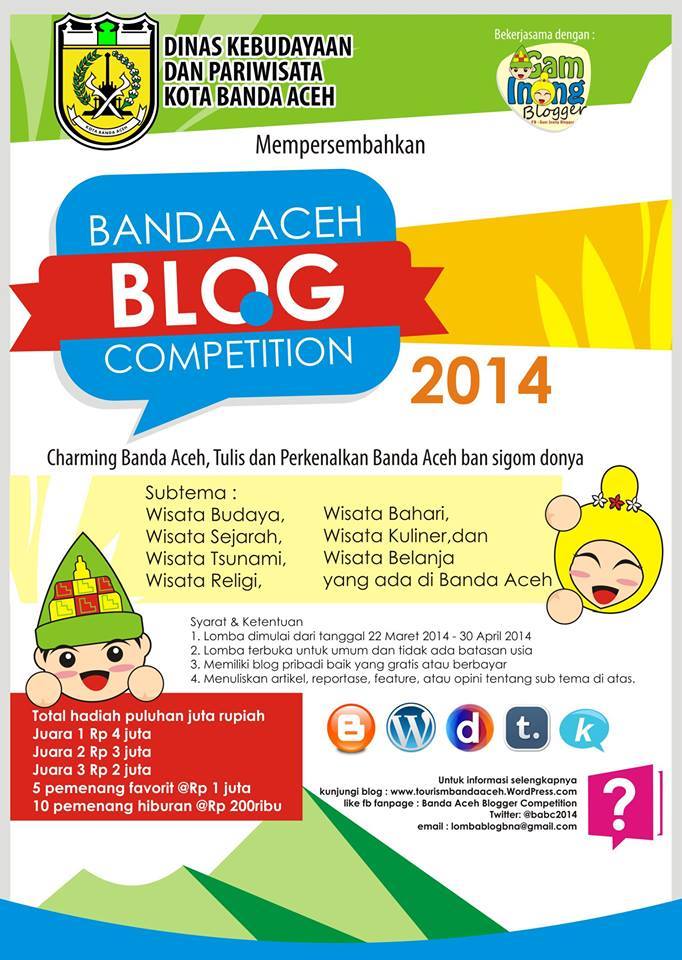 DINAS KEBUDAYAAN
DAN PARIWISATA
KOTA BANDA ACEH
KOTA BANDA ACEH
Bekerjasama dengan :
Gam
Inong
Blogger
Mempersembahkan
BANDA ACEH
BLOG
COMPETITION
2014
Charming Banda Aceh, Tulis dan Perkenalkan Banda Aceh ban sigom donya
Subtema :
Wisata Budaya,
Wisata Sejarah,
Wisata Tsunami,
Wisata Religi,
Wisata Bahari,
Wisata Kuliner,dan
Wisata Belanja
yang ada di Banda Aceh
Syarat & Ketentuan
1. Lomba dimulai dari tanggal 22 Maret 2014 - 30 April 2014
2. Lomba terbuka untuk umum dan tidak ada batasan usia
3. Memiliki blog pribadi baik yang gratis atau berbayar
4. Menuliskan artikel, reportase, feature, atau opini tentang sub tema di atas.
Total hadiah puluhan juta rupiah
Juara 1 Rp 4 juta
Juara 2 Rp 3 juta
Juara 3 Rp 2 juta
5 pemenang favorit @Rp 1 juta
10 pemenang hiburan @Rp 200ribu
B W d t. k
Untuk informasi selengkapnya
kunjungi blog : www.tourismbandaaceh.WordPress.com
like fb fanpage : Banda Aceh Blogger Competition
Twitter: @babc2014
email : lombablogbna@gmail.com
?